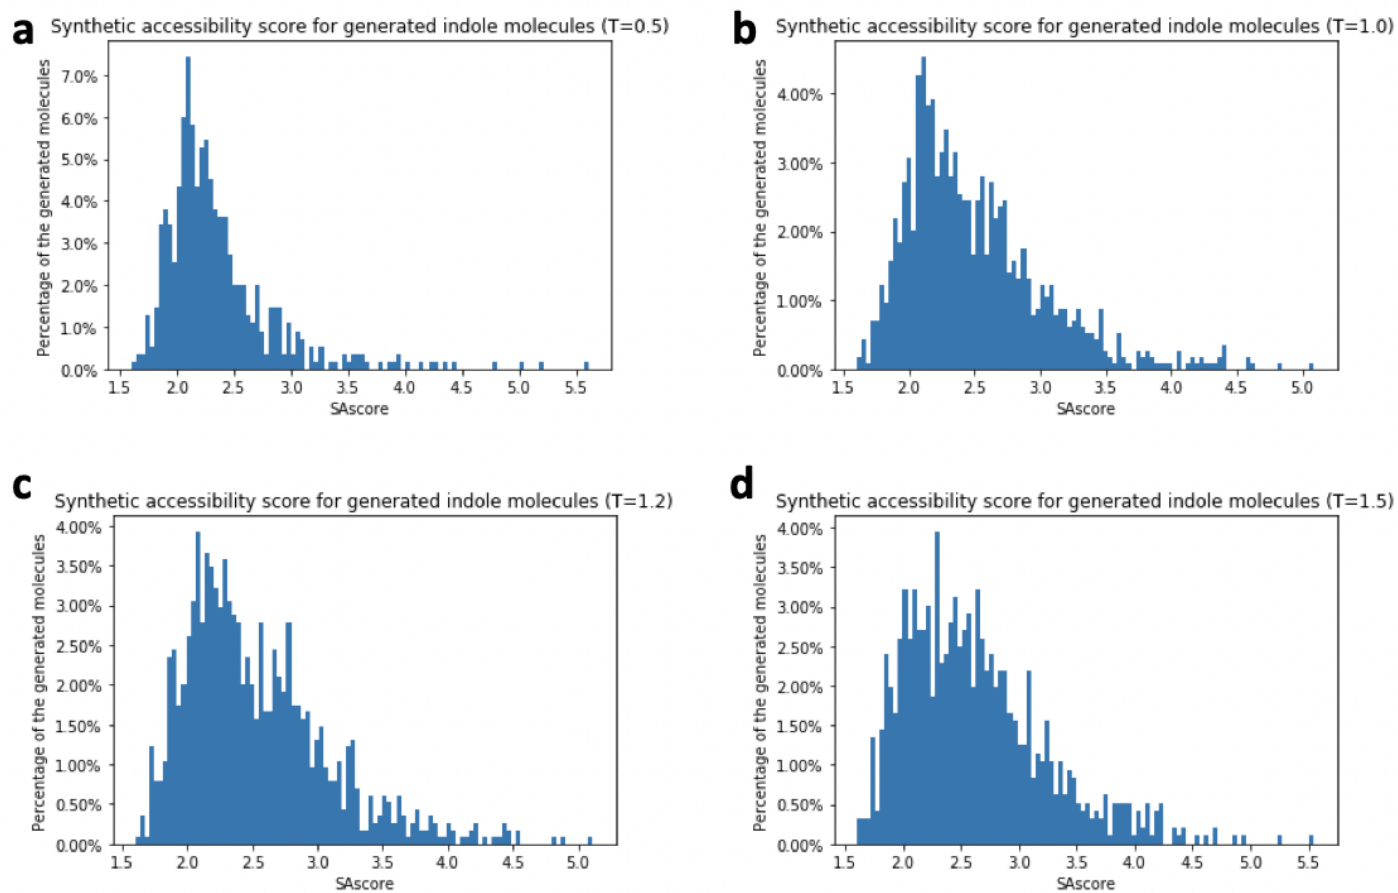 a
Synthetic accessibility score for generated indole molecules (T=0.5)
Percentage of the generated molecules
7.0%
6.0%
5.0%
4.0%
3.0%
2.0%
1.0%
0.0%
1.5 2.0 2.5 3.0 3.5 4.0 4.5 5.0 5.5
SAscore
b
Synthetic accessibility score for generated indole molecules (T=1.0)
Percentage of the generated molecules
4.00%
3.00%
2.00%
1.00%
0.00%
1.5 2.0 2.5 3.0 3.5 4.0 4.5 5.0
SAscore
c
Synthetic accessibility score for generated indole molecules (T=1.2)
Percentage of the generated molecules
4.00%
3.50%
3.00%
2.50%
2.00%
1.50%
1.00%
0.50%
0.00%
1.5 2.0 2.5 3.0 3.5 4.0 4.5 5.0
SAscore
d
Synthetic accessibility score for generated indole molecules (T=1.5)
Percentage of the generated molecules
4.00%
3.50%
3.00%
2.50%
2.00%
1.50%
1.00%
0.50%
0.00%
1.5 2.0 2.5 3.0 3.5 4.0 4.5 5.0 5.5
SAscore